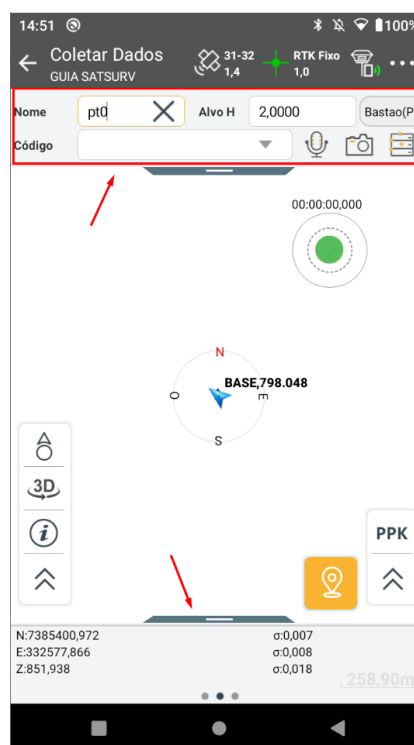 14:51 100%
Coletar Dados 31-32 RTK Fixo
GUIA SATSURV 1,4 1,0
Nome pt0 Alvo H 2,0000 Bastao(P
Código
00:00:00,000
N
BASE,798.048
O E
S
3D
i
PPK
N:7385400,972 σ:0,007
E:332577,866 σ:0,008
Z:851,938 σ:0,018
258,90m